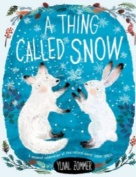 A THING
CALLED SNOW
YUVAL ZOMMER